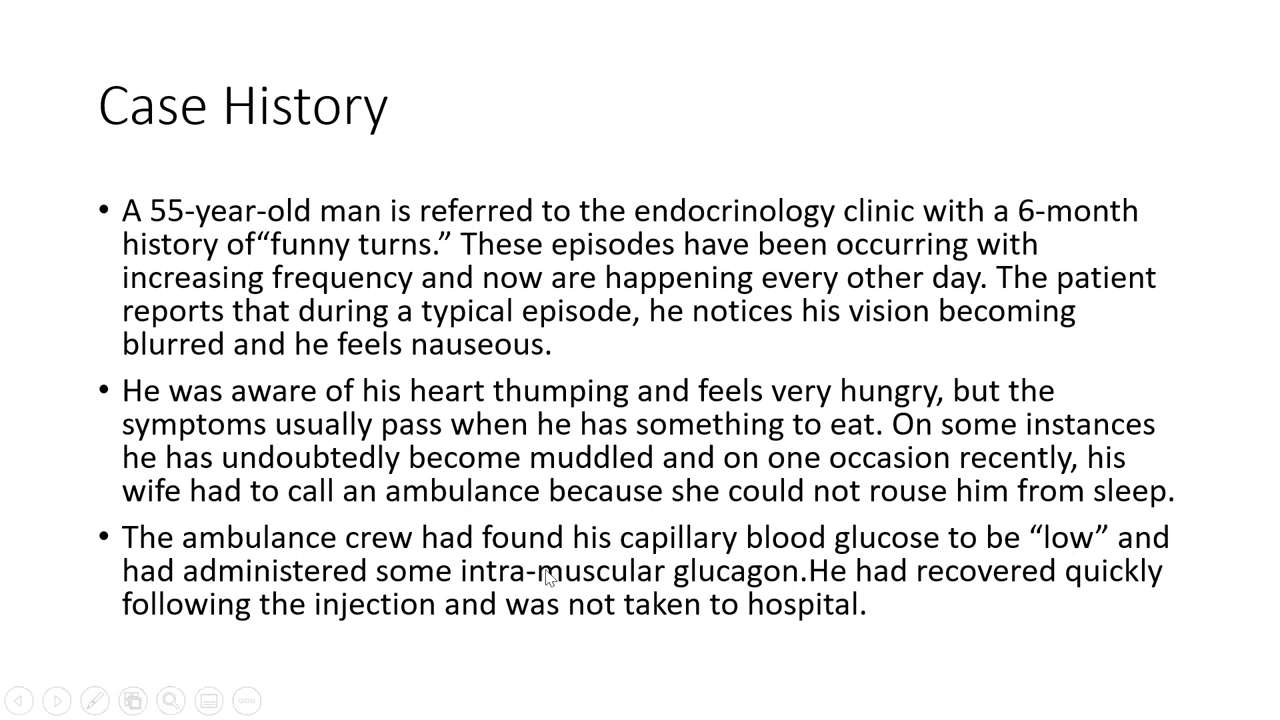 Case History
• A 55-year-old man is referred to the endocrinology clinic with a 6-month
history of“funny turns.” These episodes have been occurring with
increasing frequency and now are happening every other day. The patient
reports that during a typical episode, he notices his vision becoming
blurred and he feels nauseous.
• He was aware of his heart thumping and feels very hungry, but the
symptoms usually pass when he has something to eat. On some instances
he has undoubtedly become muddled and on one occasion recently, his
wife had to call an ambulance because she could not rouse him from sleep.
• The ambulance crew had found his capillary blood glucose to be “low” and
had administered some intra-muscular glucagon.He had recovered quickly
following the injection and was not taken to hospital.